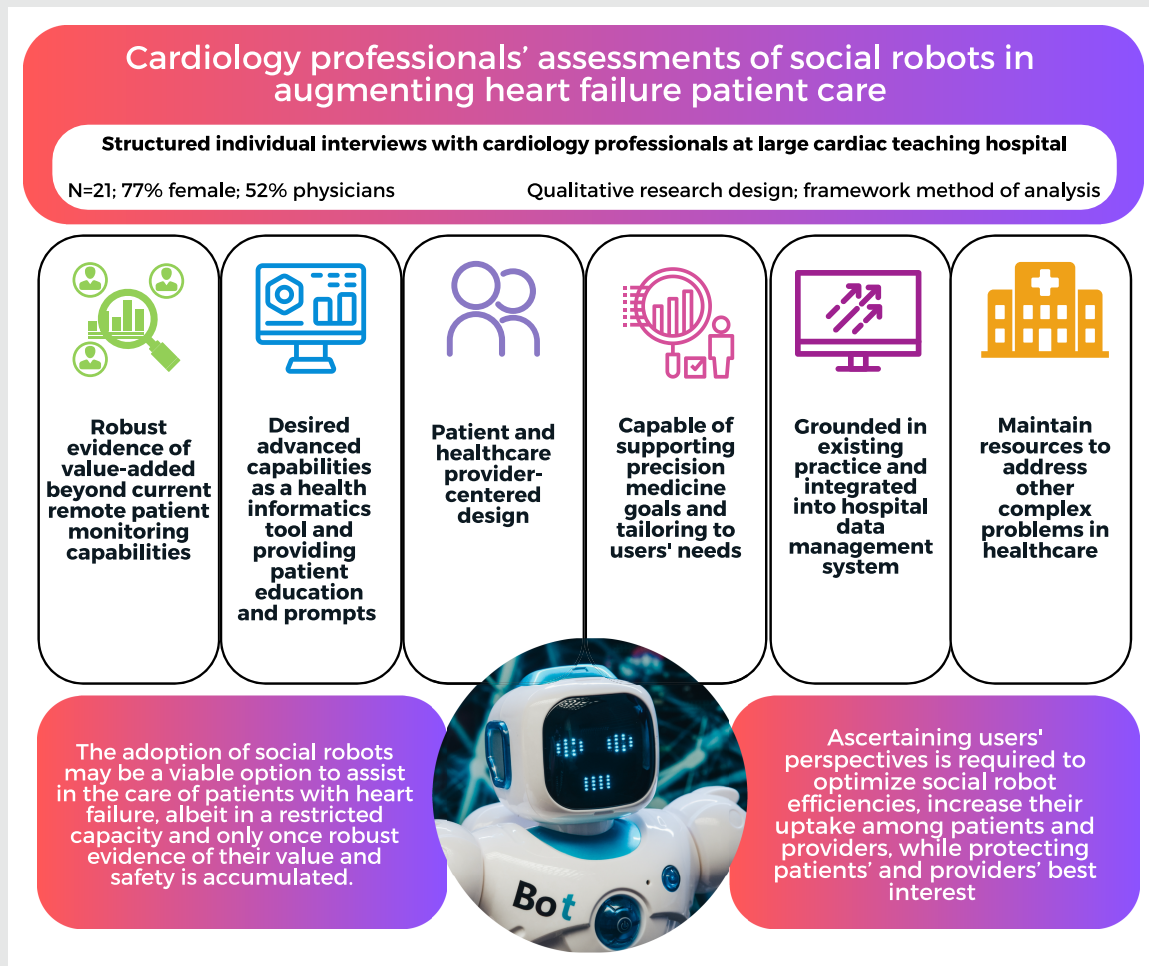 Cardiology professionals’ assessments of social robots in
augmenting heart failure patient care
Structured individual interviews with cardiology professionals at large cardiac teaching hospital
N=21; 77% female; 52% physicians
Qualitative research design; framework method of analysis
Robust
evidence of
value-added
beyond current
remote patient
monitoring
capabilities
Desired
advanced
capabilities
as a health
informatics
tool and
providing
patient
education
and prompts
Patient and
healthcare
provider-
centered
design
Capable of
supporting
precision
medicine
goals and
tailoring to
users' needs
Grounded in
existing
practice and
integrated
into hospital
data
management
system
Maintain
resources to
address
other
complex
problems in
healthcare
The adoption of social robots
may be a viable option to assist
in the care of patients with heart
failure, albeit in a restricted
capacity and only once robust
evidence of their value and
safety is accumulated.
Bot
Ascertaining users'
perspectives is required to
optimize social robot
efficiencies, increase their
uptake among patients and
providers, while protecting
patients’ and providers’ best
interest